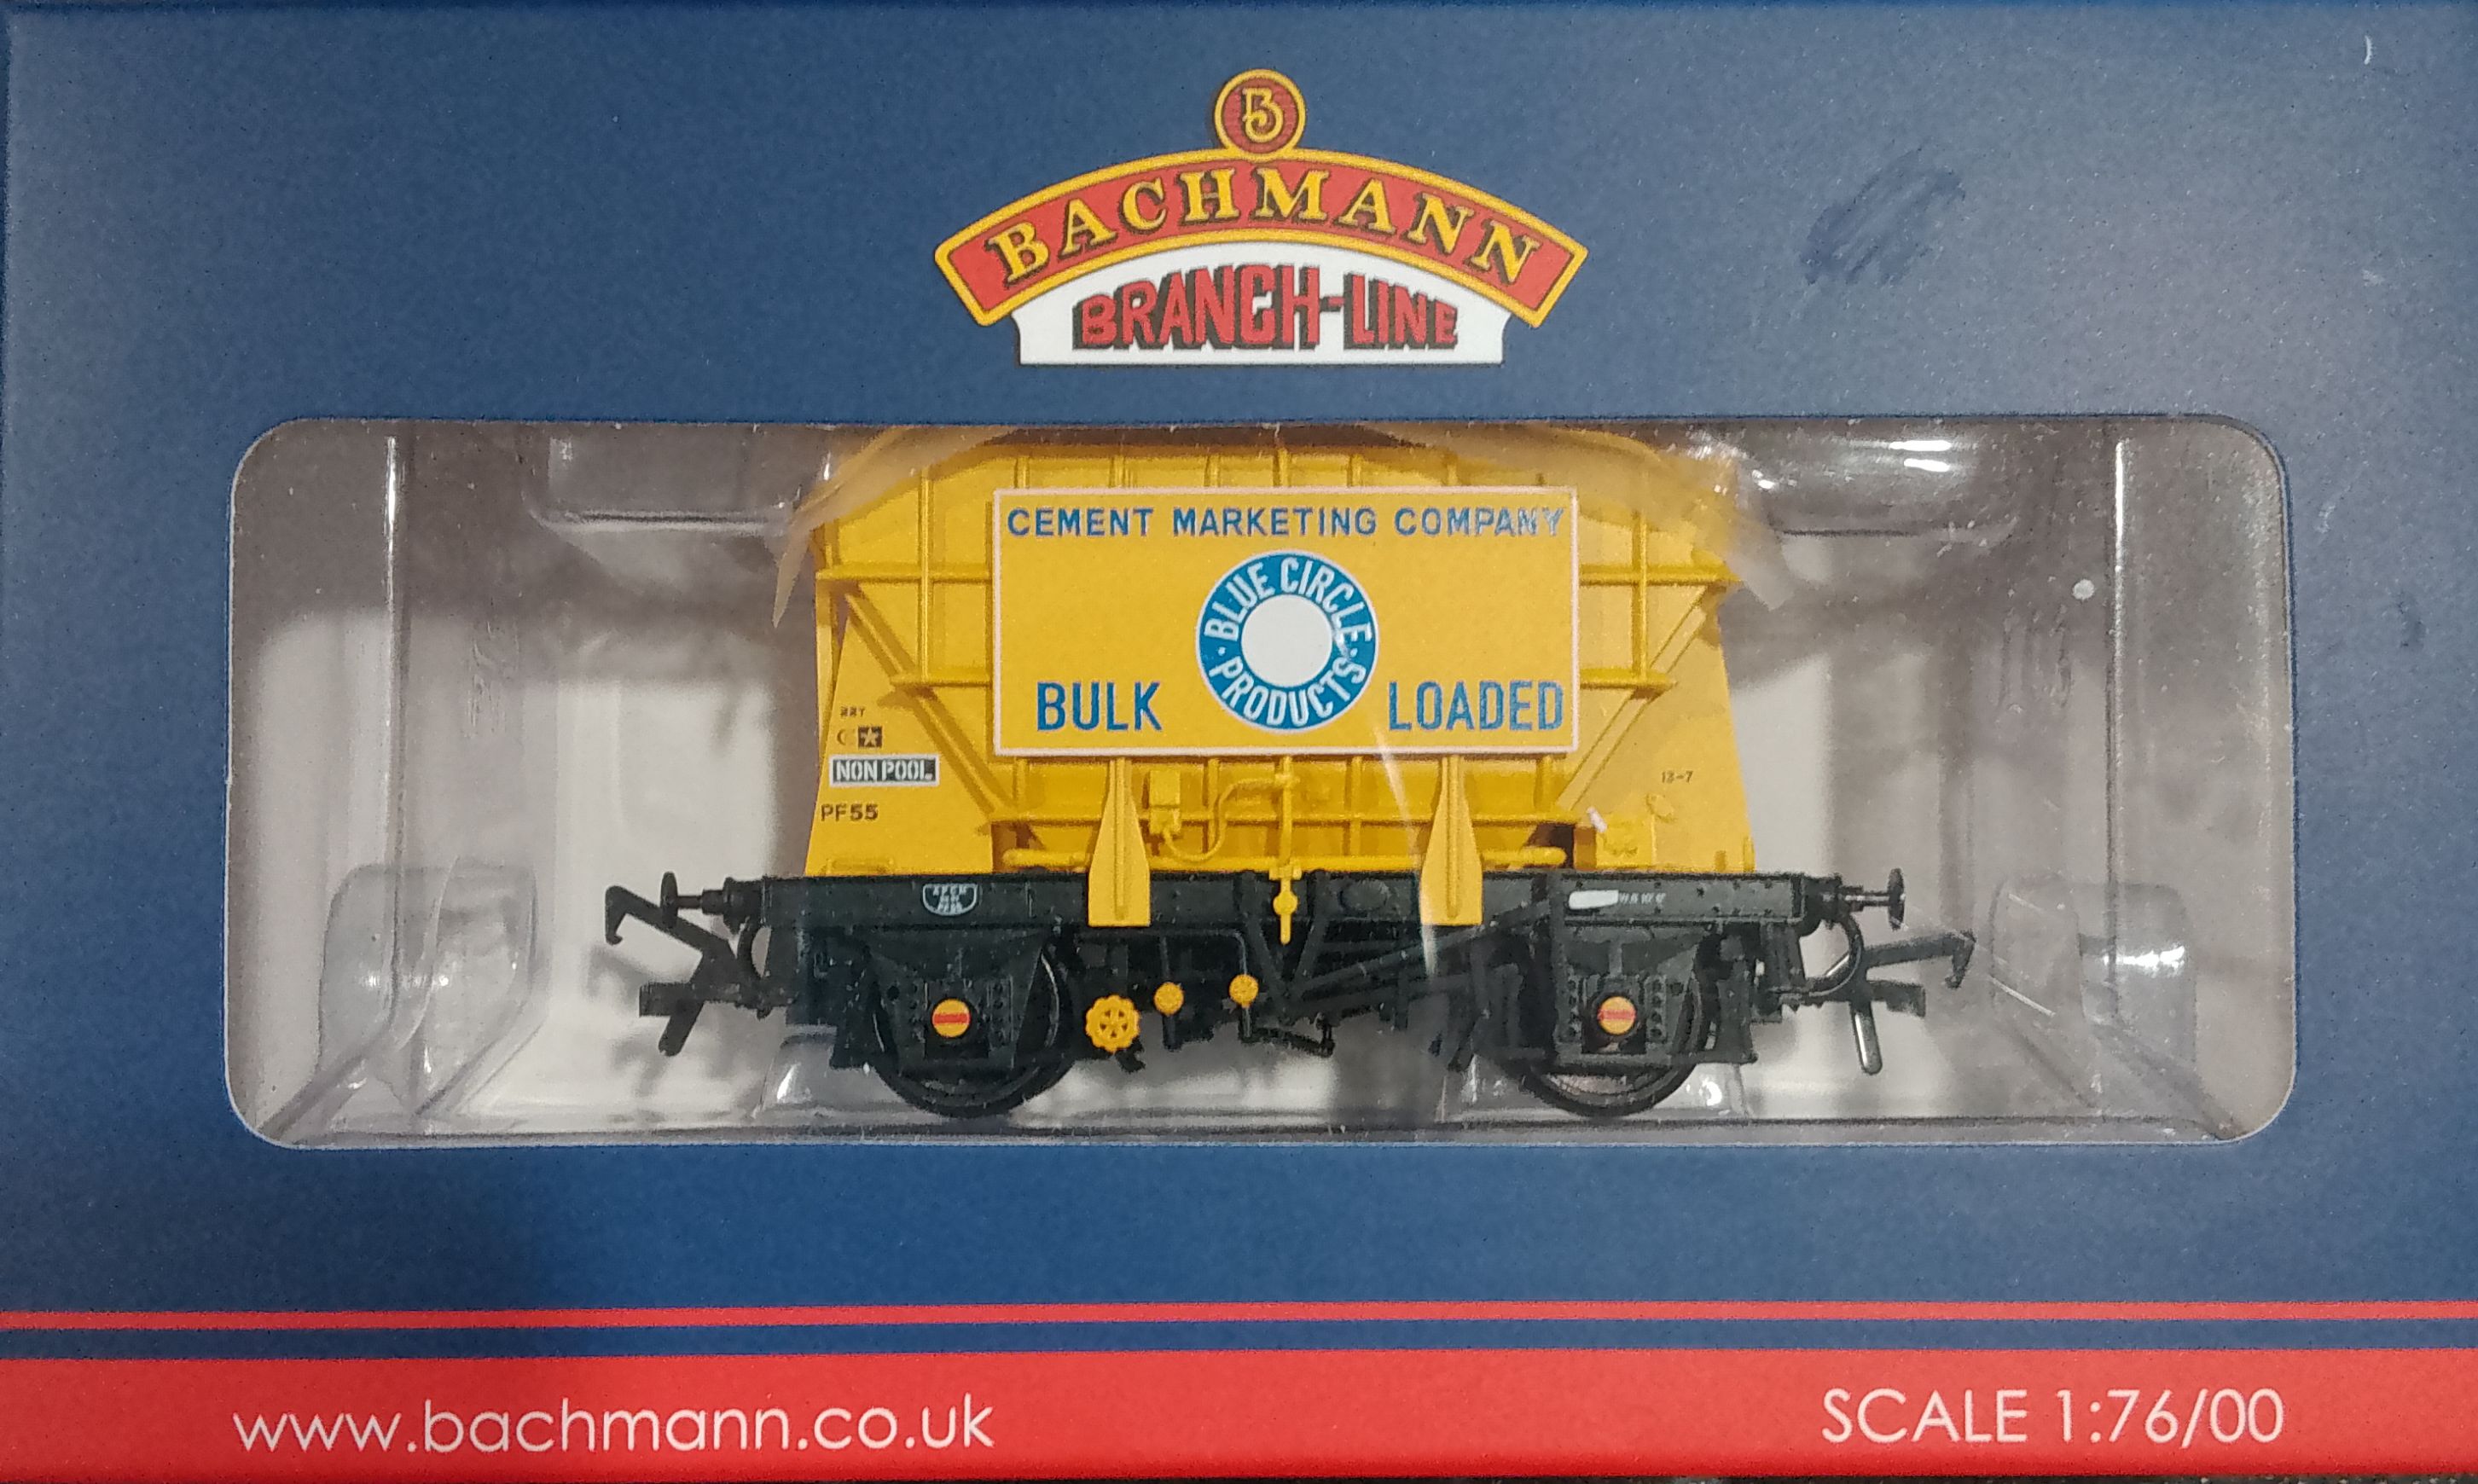 B
BACHMANN
BRANCH-LINE
CEMENT MARKETING COMPANY
BLUE CIRCLE
· PRODUCTS ·
BULK LOADED
22T
C
NON POOL
13-7
PF55
www.bachmann.co.uk
SCALE 1:76/00